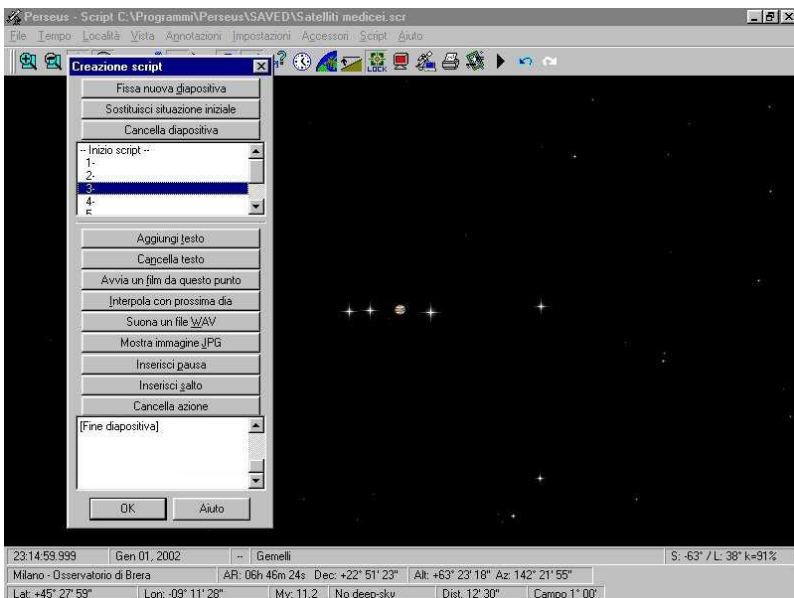 Perseus - Script C:\Programmi\Perseus\SAVED\Satelliti medicei.scr
File Tempo Località Vista Annotazioni Impostazioni Accessori Script Aiuto
LOCK
Creazione script
Fissa nuova diapositiva
Sostituisci situazione iniziale
Cancella diapositiva
-- Inizio script --
1-
2-
3-
4-
5
Aggiungi testo
Cancella testo
Avvia un film da questo punto
Interpola con prossima dia
Suona un file WAV
Mostra immagine JPG
Inserisci pausa
Inserisci salto
Cancella azione
[Fine diapositiva]
OK Aiuto
23:14:59.999 Gen 01, 2002 -- Gemelli S: -63° / L: 38° k=91%
Milano - Osservatorio di Brera AR: 06h 46m 24s Dec: +22° 51' 23" Alt: +63° 23' 18" Az: 142° 21' 55"
Lat: +45° 27' 59" Lon: -09° 11' 28" Mv: 11.2 No deep-sky Dist. 12' 30" Campo 1° 00'